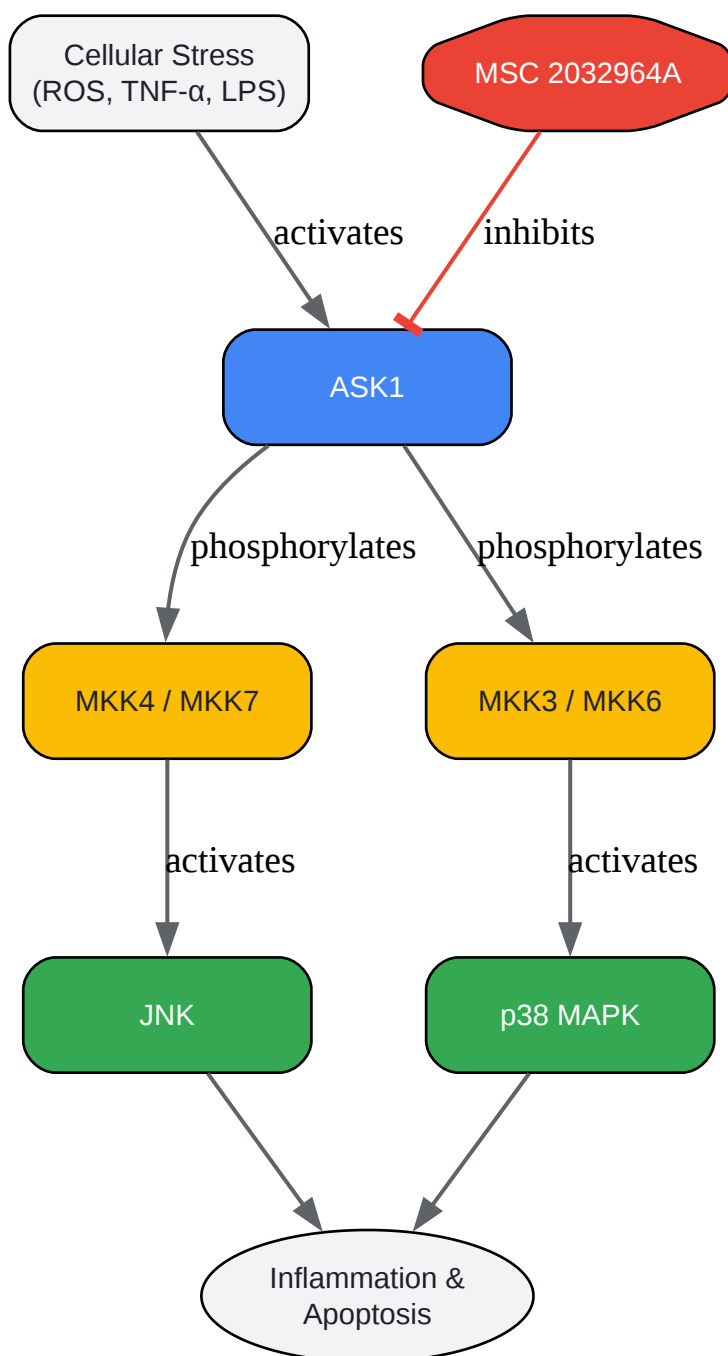 Cellular Stress
(ROS, TNF-α, LPS)
MSC 2032964A
activates
inhibits
ASK1
phosphorylates
phosphorylates
MKK4 / MKK7
MKK3 / MKK6
activates
activates
JNK
p38 MAPK
Inflammation &
Apoptosis